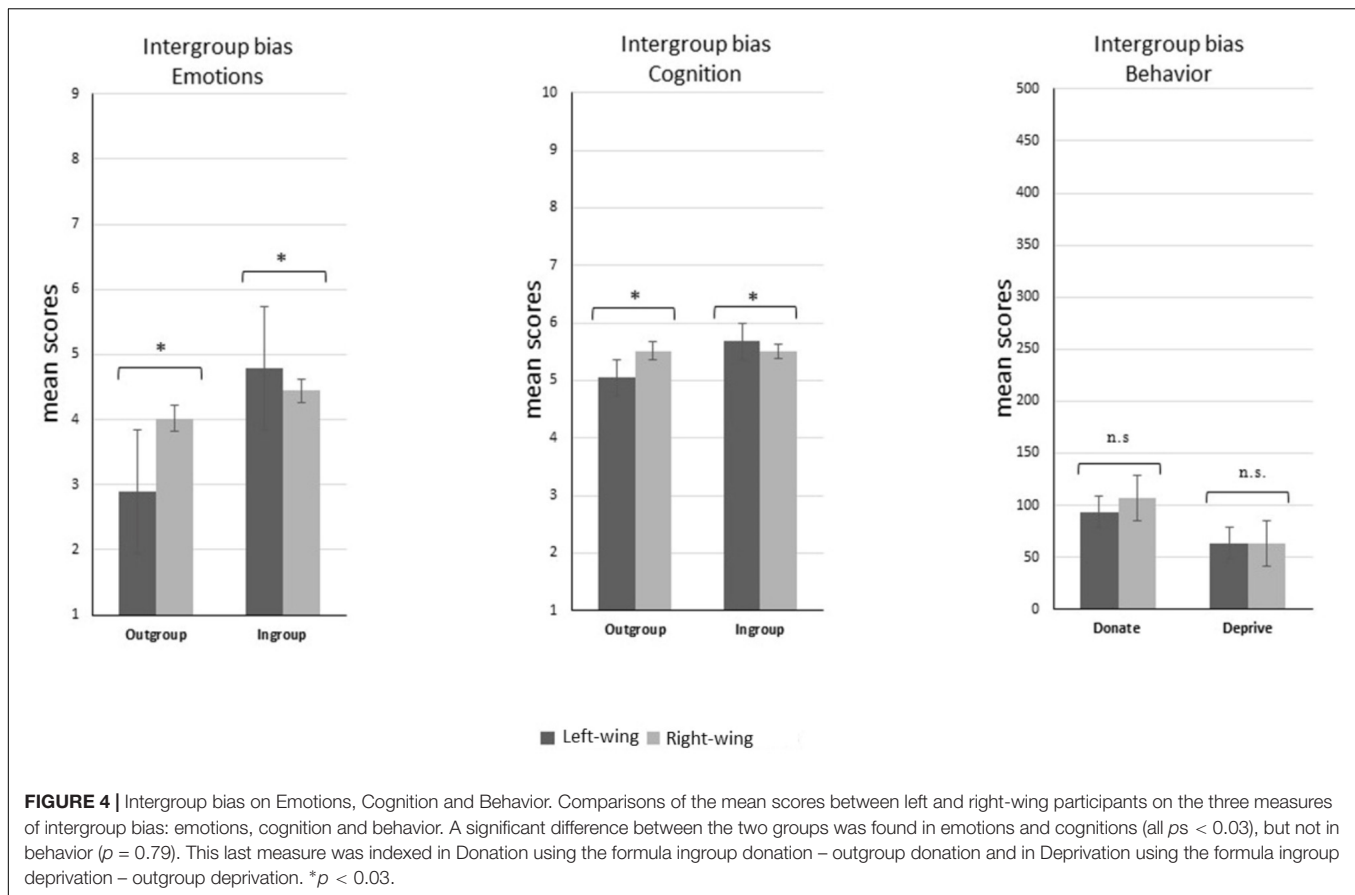 Intergroup bias
Emotions
9
8
7
6
5
4
3
2
1
mean scores
*
*
Outgroup
Ingroup
Intergroup bias
Cognition
10
9
8
7
6
5
4
3
2
1
mean scores
*
*
Outgroup
Ingroup
Intergroup bias
Behavior
500
450
400
350
300
250
200
150
100
50
0
mean scores
n.s
n.s.
Donate
Deprive
Left-wing
Right-wing
FIGURE 4 | Intergroup bias on Emotions, Cognition and Behavior. Comparisons of the mean scores between left and right-wing participants on the three measures
of intergroup bias: emotions, cognition and behavior. A significant difference between the two groups was found in emotions and cognitions (all ps < 0.03), but not in
behavior (p = 0.79). This last measure was indexed in Donation using the formula ingroup donation – outgroup donation and in Deprivation using the formula ingroup
deprivation – outgroup deprivation. *p < 0.03.